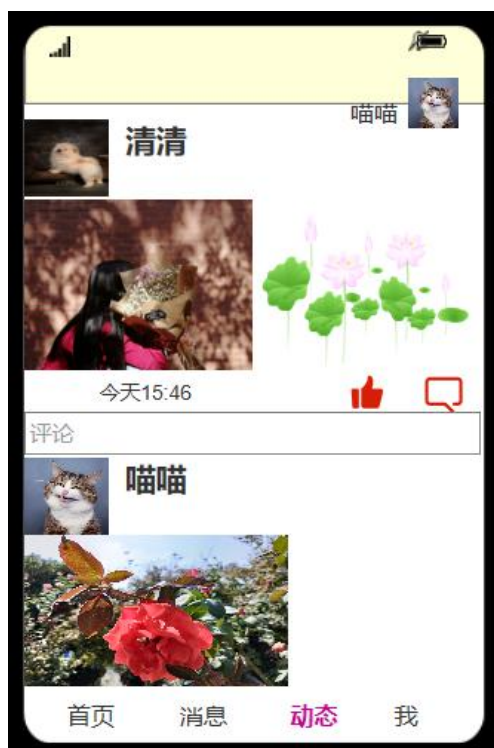 喵喵
清清
今天15:46
评论
喵喵
首页 消息 动态 我